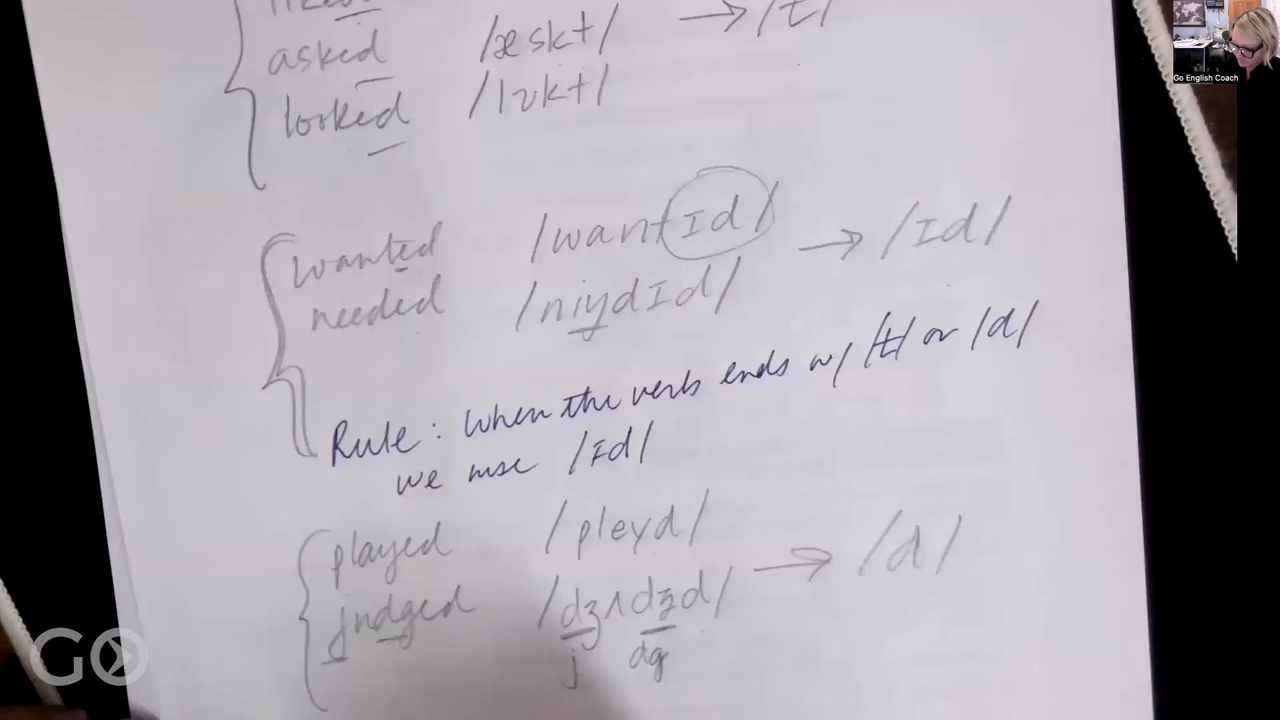 asked /æskt/ → /t/
looked /lʊkt/
wanted /wantɪd/ → /ɪd/
needed /niydɪd/
Rule: when the verb ends w/ /t/ or /d/
we use /ɪd/
played /pleyd/ → /d/
judged /dʒʌdʒd/
j dg
GO
Go English Coach